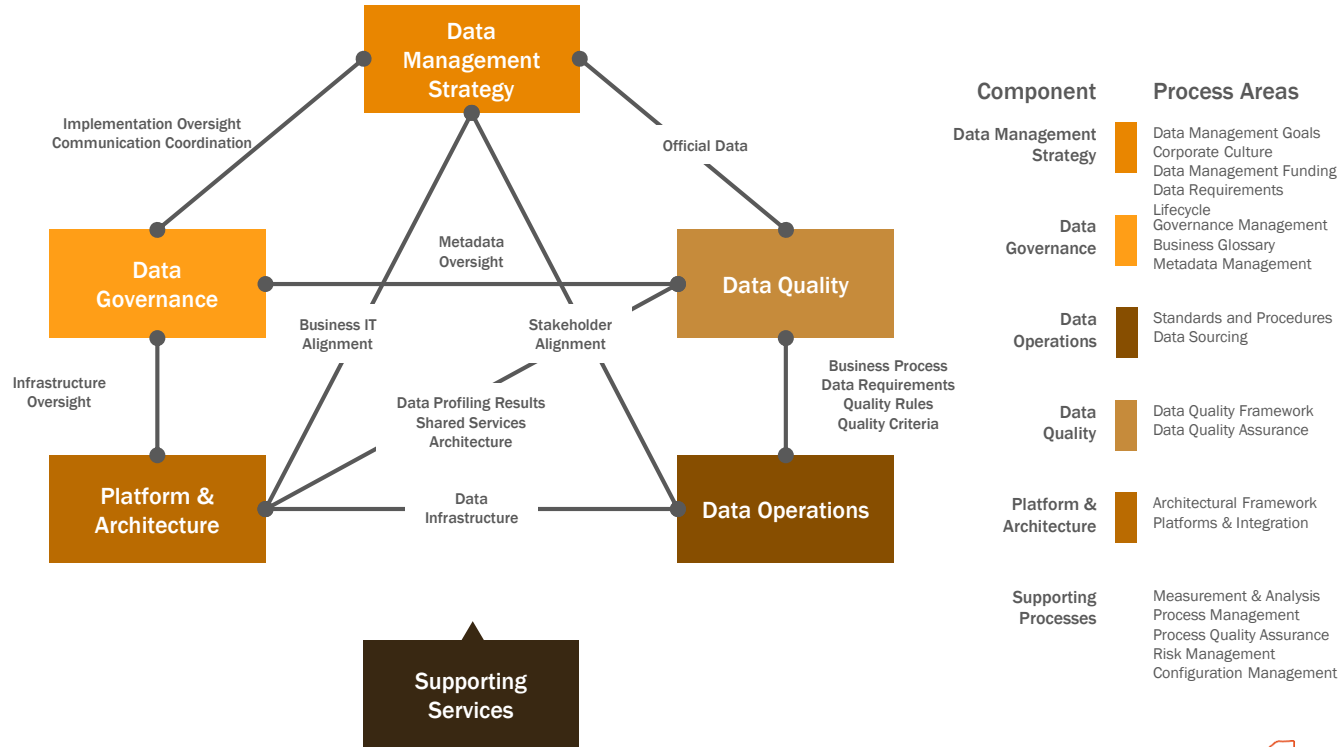 Data
Management
Strategy
Implementation Oversight
Communication Coordination
Official Data
Data
Governance
Metadata
Oversight
Data Quality
Business IT
Alignment
Stakeholder
Alignment
Infrastructure
Oversight
Business Process
Data Requirements
Quality Rules
Quality Criteria
Data Profiling Results
Shared Services
Architecture
Platform &
Architecture
Data
Infrastructure
Data Operations
Supporting
Services
Component
Process Areas
Data Management
Strategy
Data Management Goals
Corporate Culture
Data Management Funding
Data Requirements
Lifecycle
Data
Governance
Governance Management
Business Glossary
Metadata Management
Data
Operations
Standards and Procedures
Data Sourcing
Data
Quality
Data Quality Framework
Data Quality Assurance
Platform &
Architecture
Architectural Framework
Platforms & Integration
Supporting
Processes
Measurement & Analysis
Process Management
Process Quality Assurance
Risk Management
Configuration Management